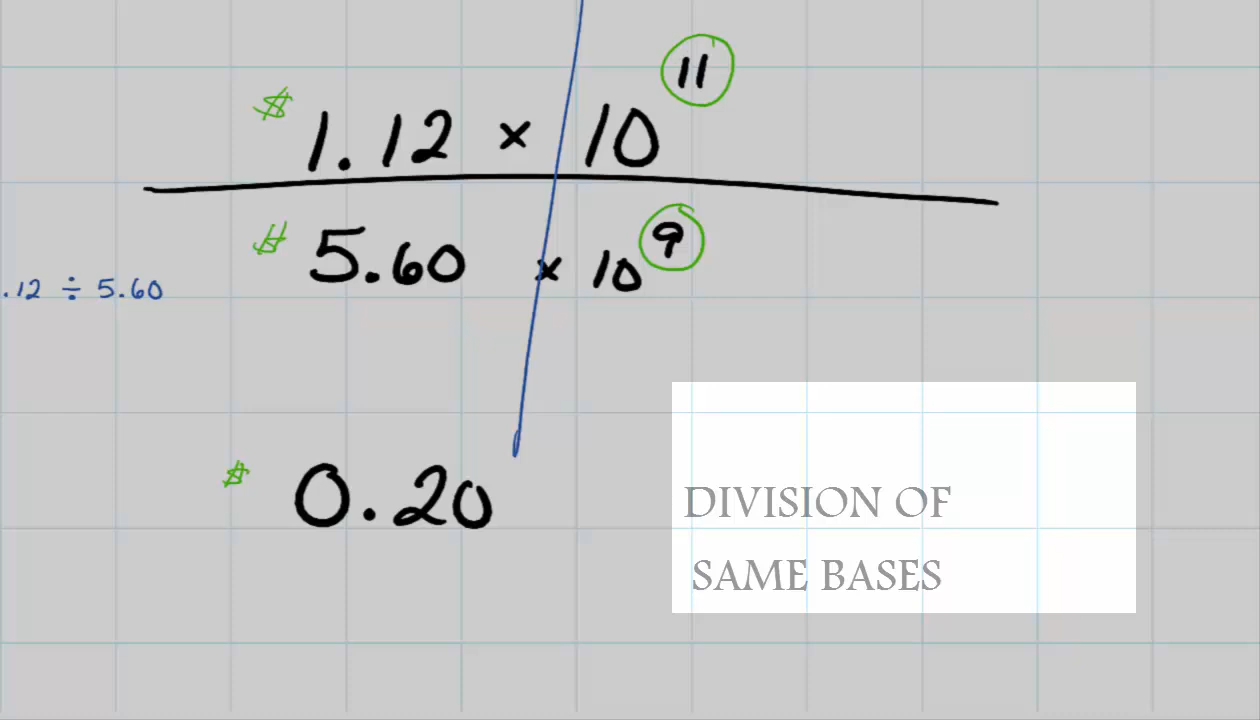 $ 1.12 × 10^11
$ 5.60 × 10^9
.12 ÷ 5.60
$ 0.20
DIVISION OF
SAME BASES